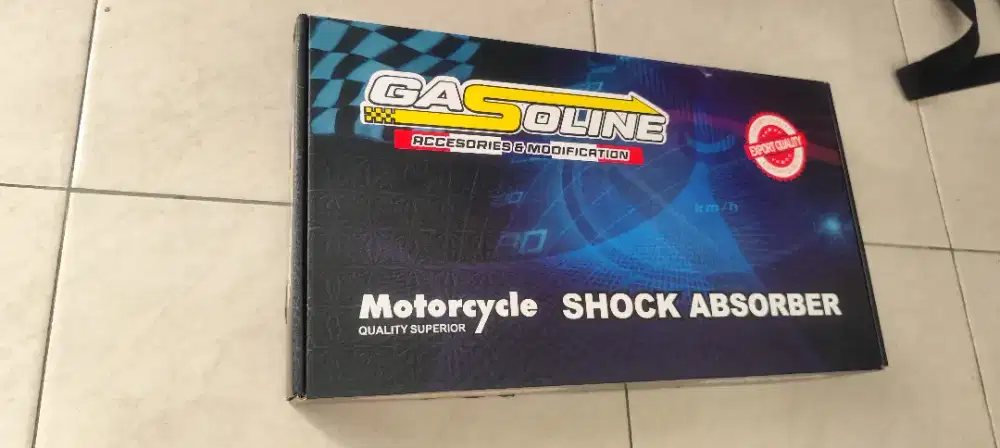 GASOLINE
ACCESORIES & MODIFICATION
EXPORT QUALITY
km/h
Motorcycle SHOCK ABSORBER
QUALITY SUPERIOR